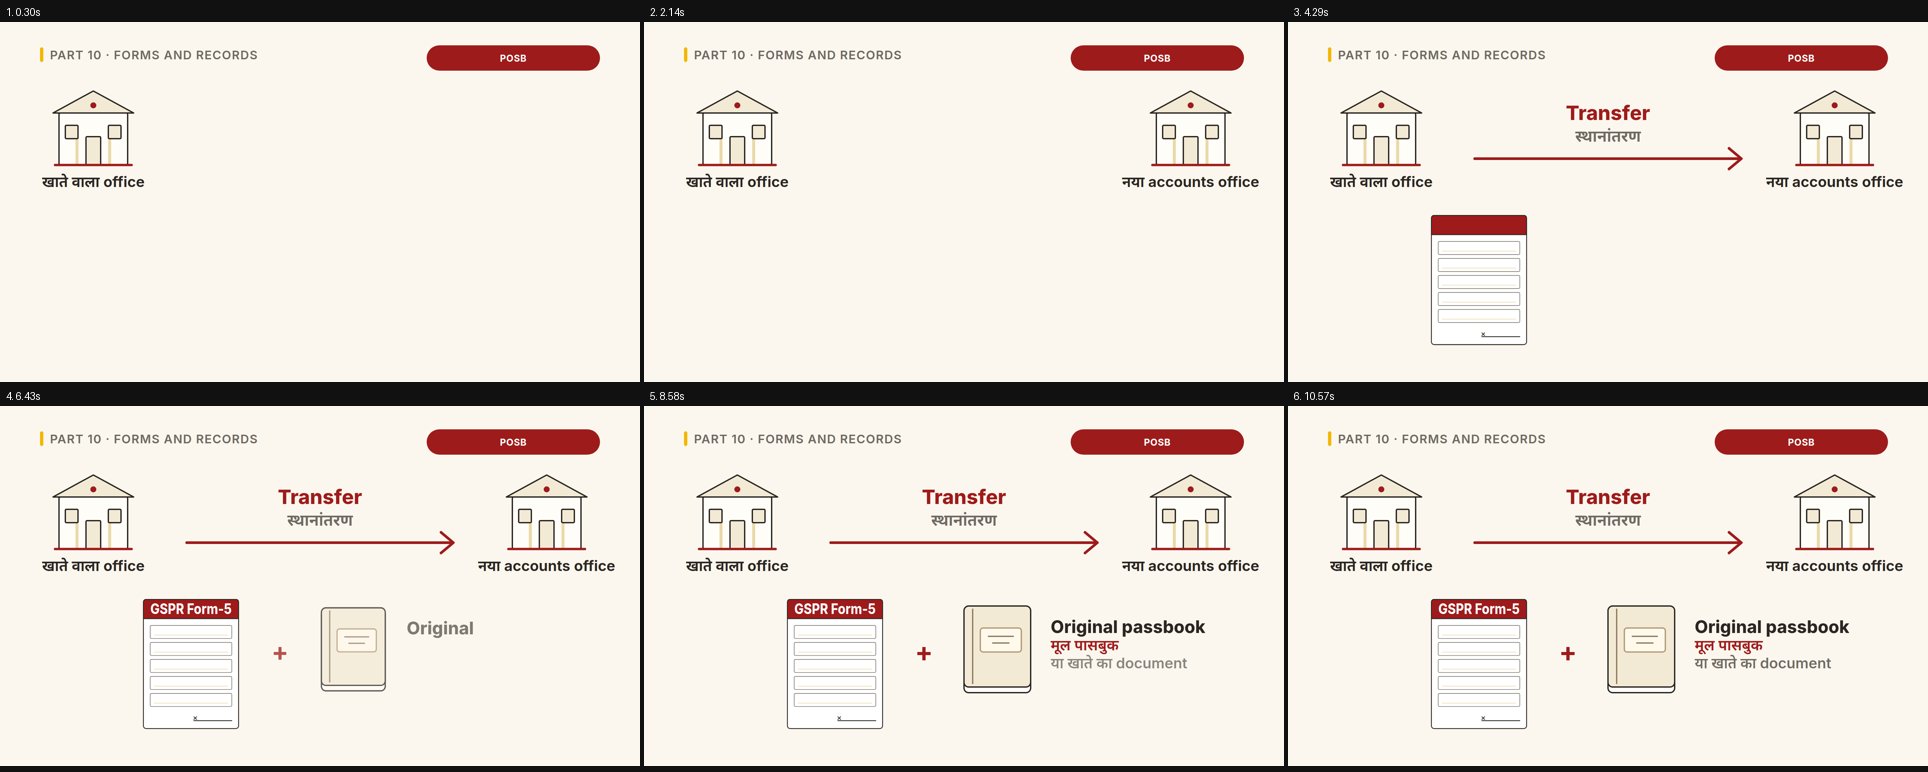 1. 0.30s
PART 10 · FORMS AND RECORDS
POSB
खाते वाला office
2. 2.14s
PART 10 · FORMS AND RECORDS
POSB
खाते वाला office
नया accounts office
3. 4.29s
PART 10 · FORMS AND RECORDS
POSB
Transfer
स्थानांतरण
खाते वाला office
नया accounts office
x
4. 6.43s
PART 10 · FORMS AND RECORDS
POSB
Transfer
स्थानांतरण
खाते वाला office
नया accounts office
GSPR Form-5
+
Original
x
5. 8.58s
PART 10 · FORMS AND RECORDS
POSB
Transfer
स्थानांतरण
खाते वाला office
नया accounts office
GSPR Form-5
+
Original passbook
मूल पासबुक
या खाते का document
x
6. 10.57s
PART 10 · FORMS AND RECORDS
POSB
Transfer
स्थानांतरण
खाते वाला office
नया accounts office
GSPR Form-5
+
Original passbook
मूल पासबुक
या खाते का document
x